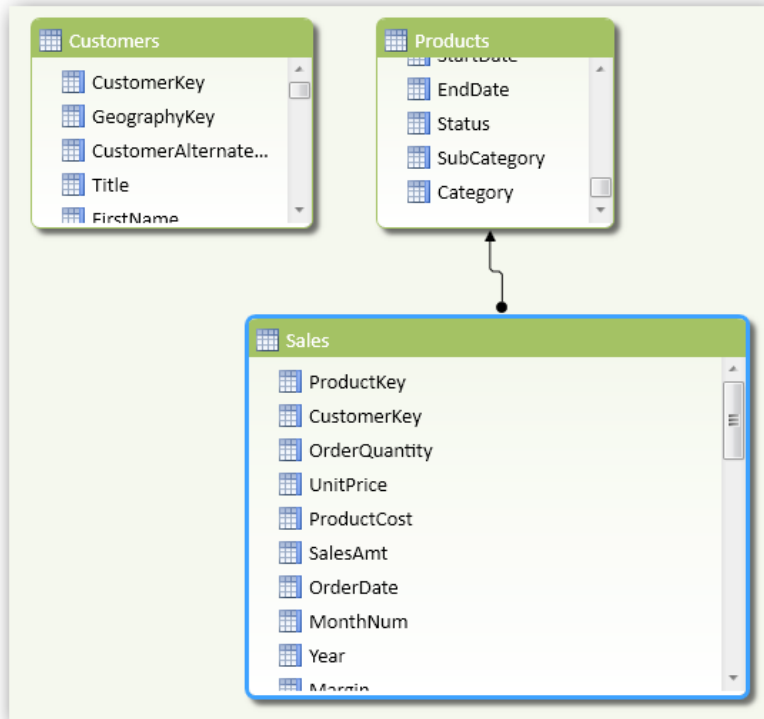 Customers
CustomerKey
GeographyKey
CustomerAlternate...
Title
FirstName
Products
StartDate
EndDate
Status
SubCategory
Category
Sales
ProductKey
CustomerKey
OrderQuantity
UnitPrice
ProductCost
SalesAmt
OrderDate
MonthNum
Year
Margin